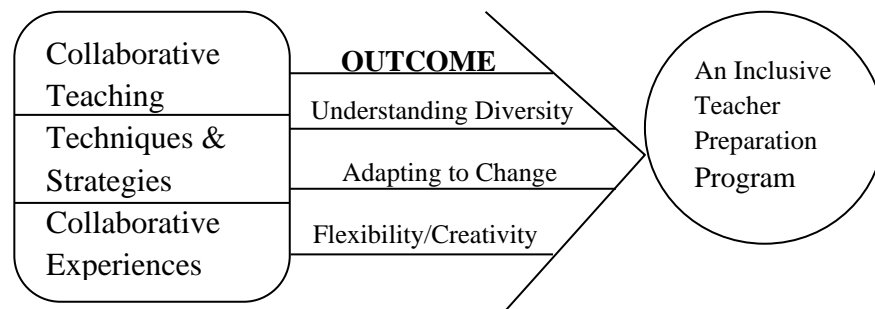 Collaborative
Teaching
Techniques &
Strategies
Collaborative
Experiences
OUTCOME
Understanding Diversity
Adapting to Change
Flexibility/Creativity
An Inclusive
Teacher
Preparation
Program